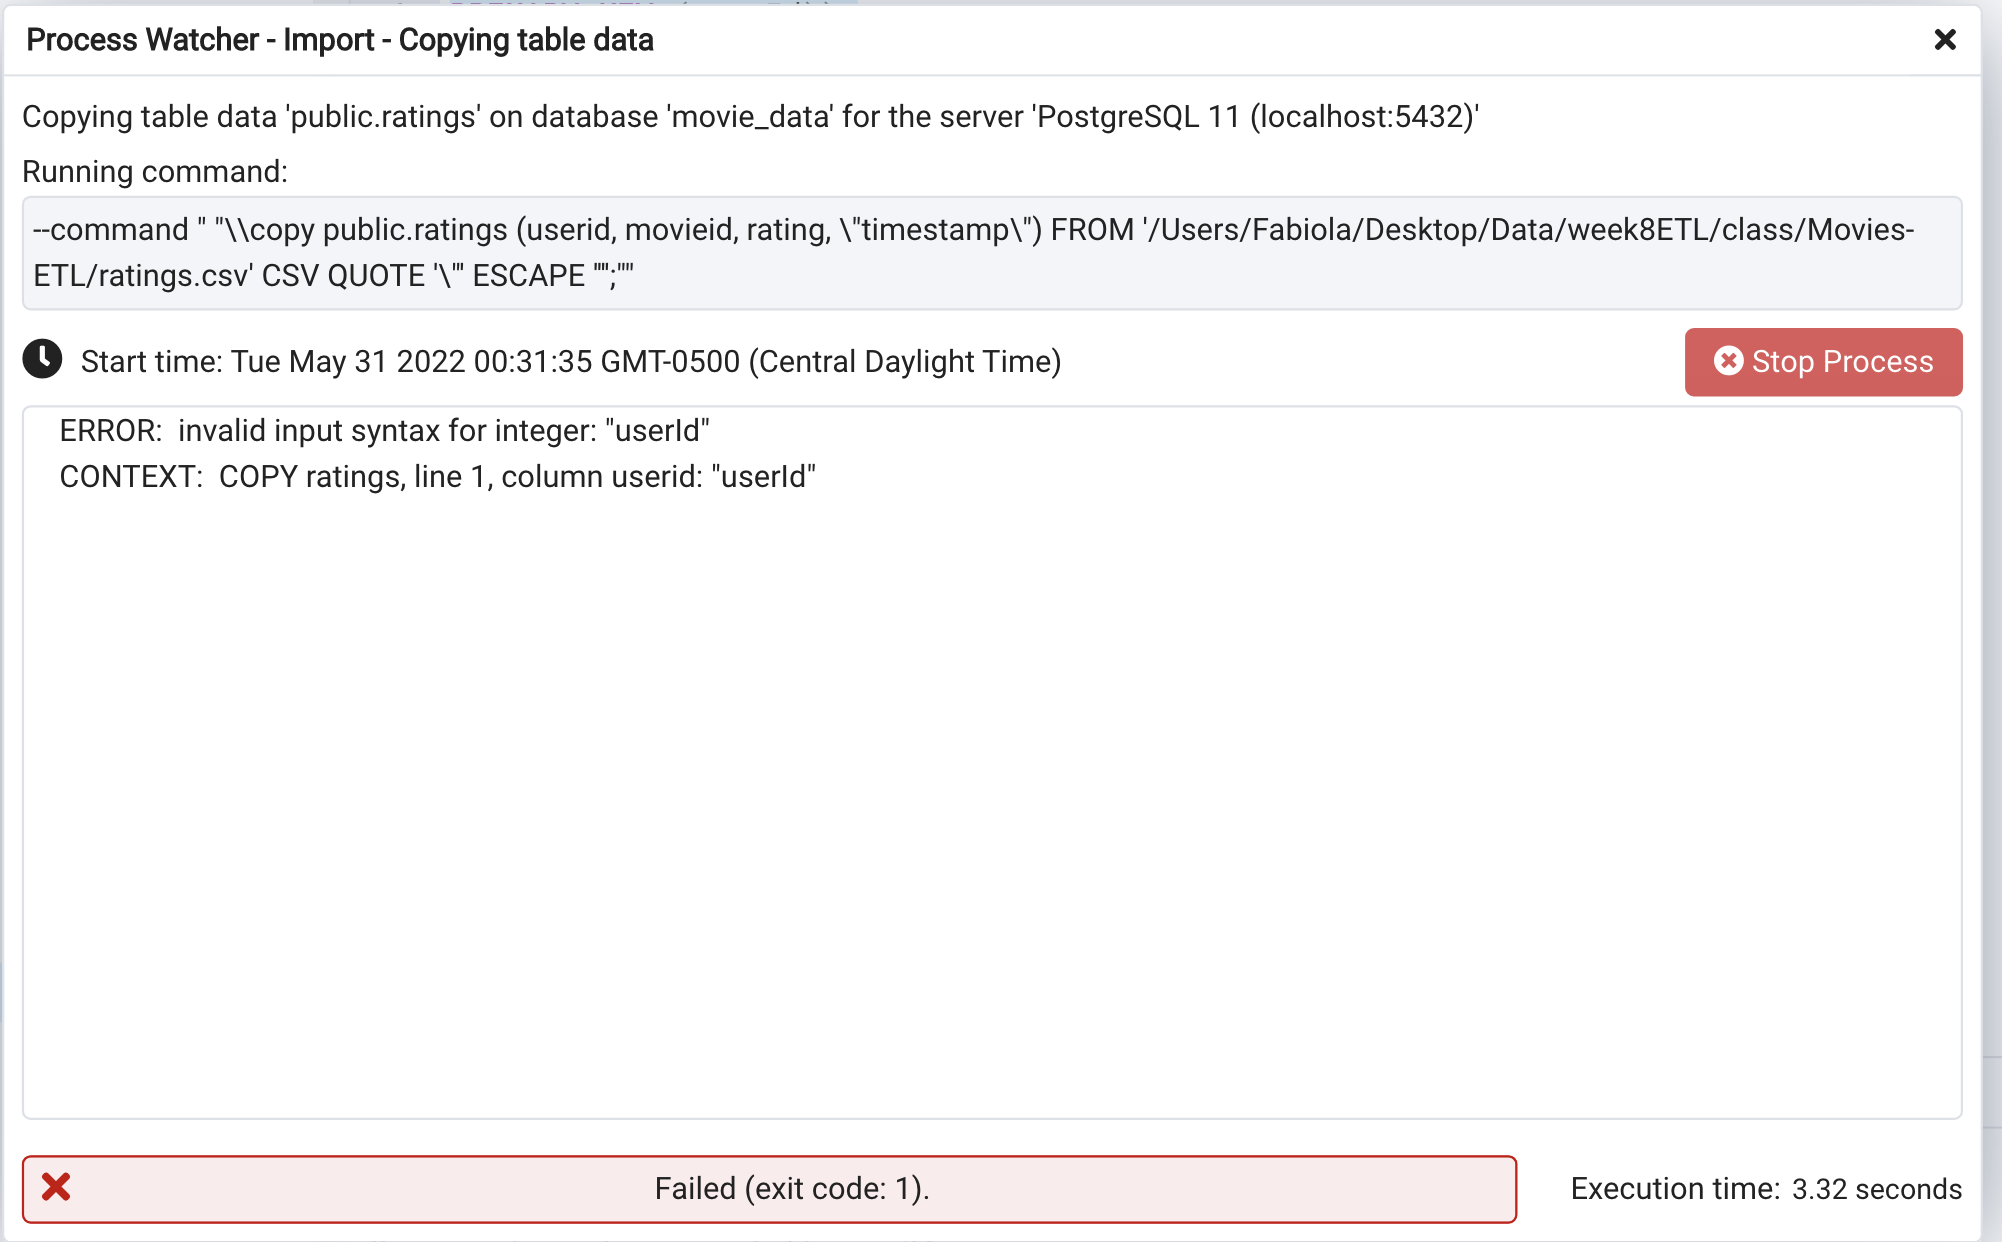 Process Watcher - Import - Copying table data
Copying table data 'public.ratings' on database 'movie_data' for the server 'PostgreSQL 11 (localhost:5432)'
Running command:
--command " "\\copy public.ratings (userid, movieid, rating, \"timestamp\") FROM '/Users/Fabiola/Desktop/Data/week8ETL/class/Movies-
ETL/ratings.csv' CSV QUOTE '\"' ESCAPE '''';""
Start time: Tue May 31 2022 00:31:35 GMT-0500 (Central Daylight Time)
Stop Process
ERROR:  invalid input syntax for integer: "userId"
CONTEXT:  COPY ratings, line 1, column userid: "userId"
Failed (exit code: 1).
Execution time: 3.32 seconds